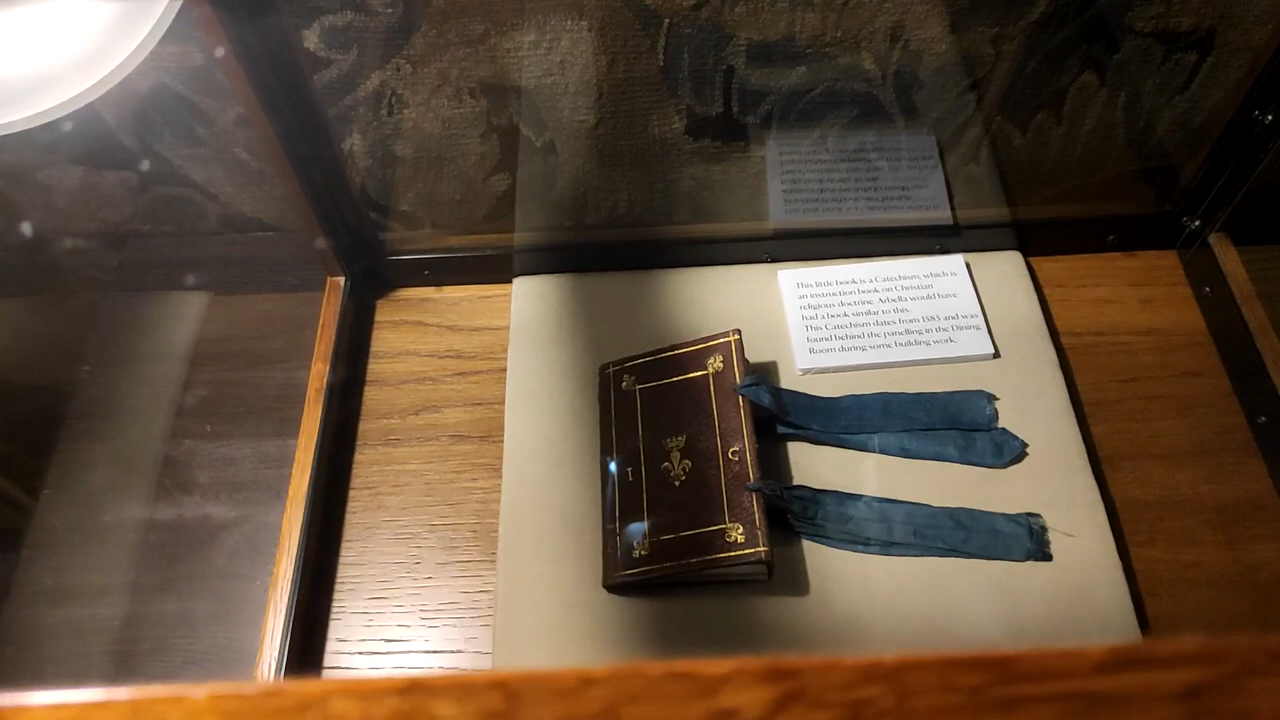 This little book is a Catechism, which is
an instruction book on Christian
religious doctrine. Arbella would have
had a book similar to this.
This Catechism dates from 1585 and was
found behind the panelling in the Dining
Room during some building work.
I C